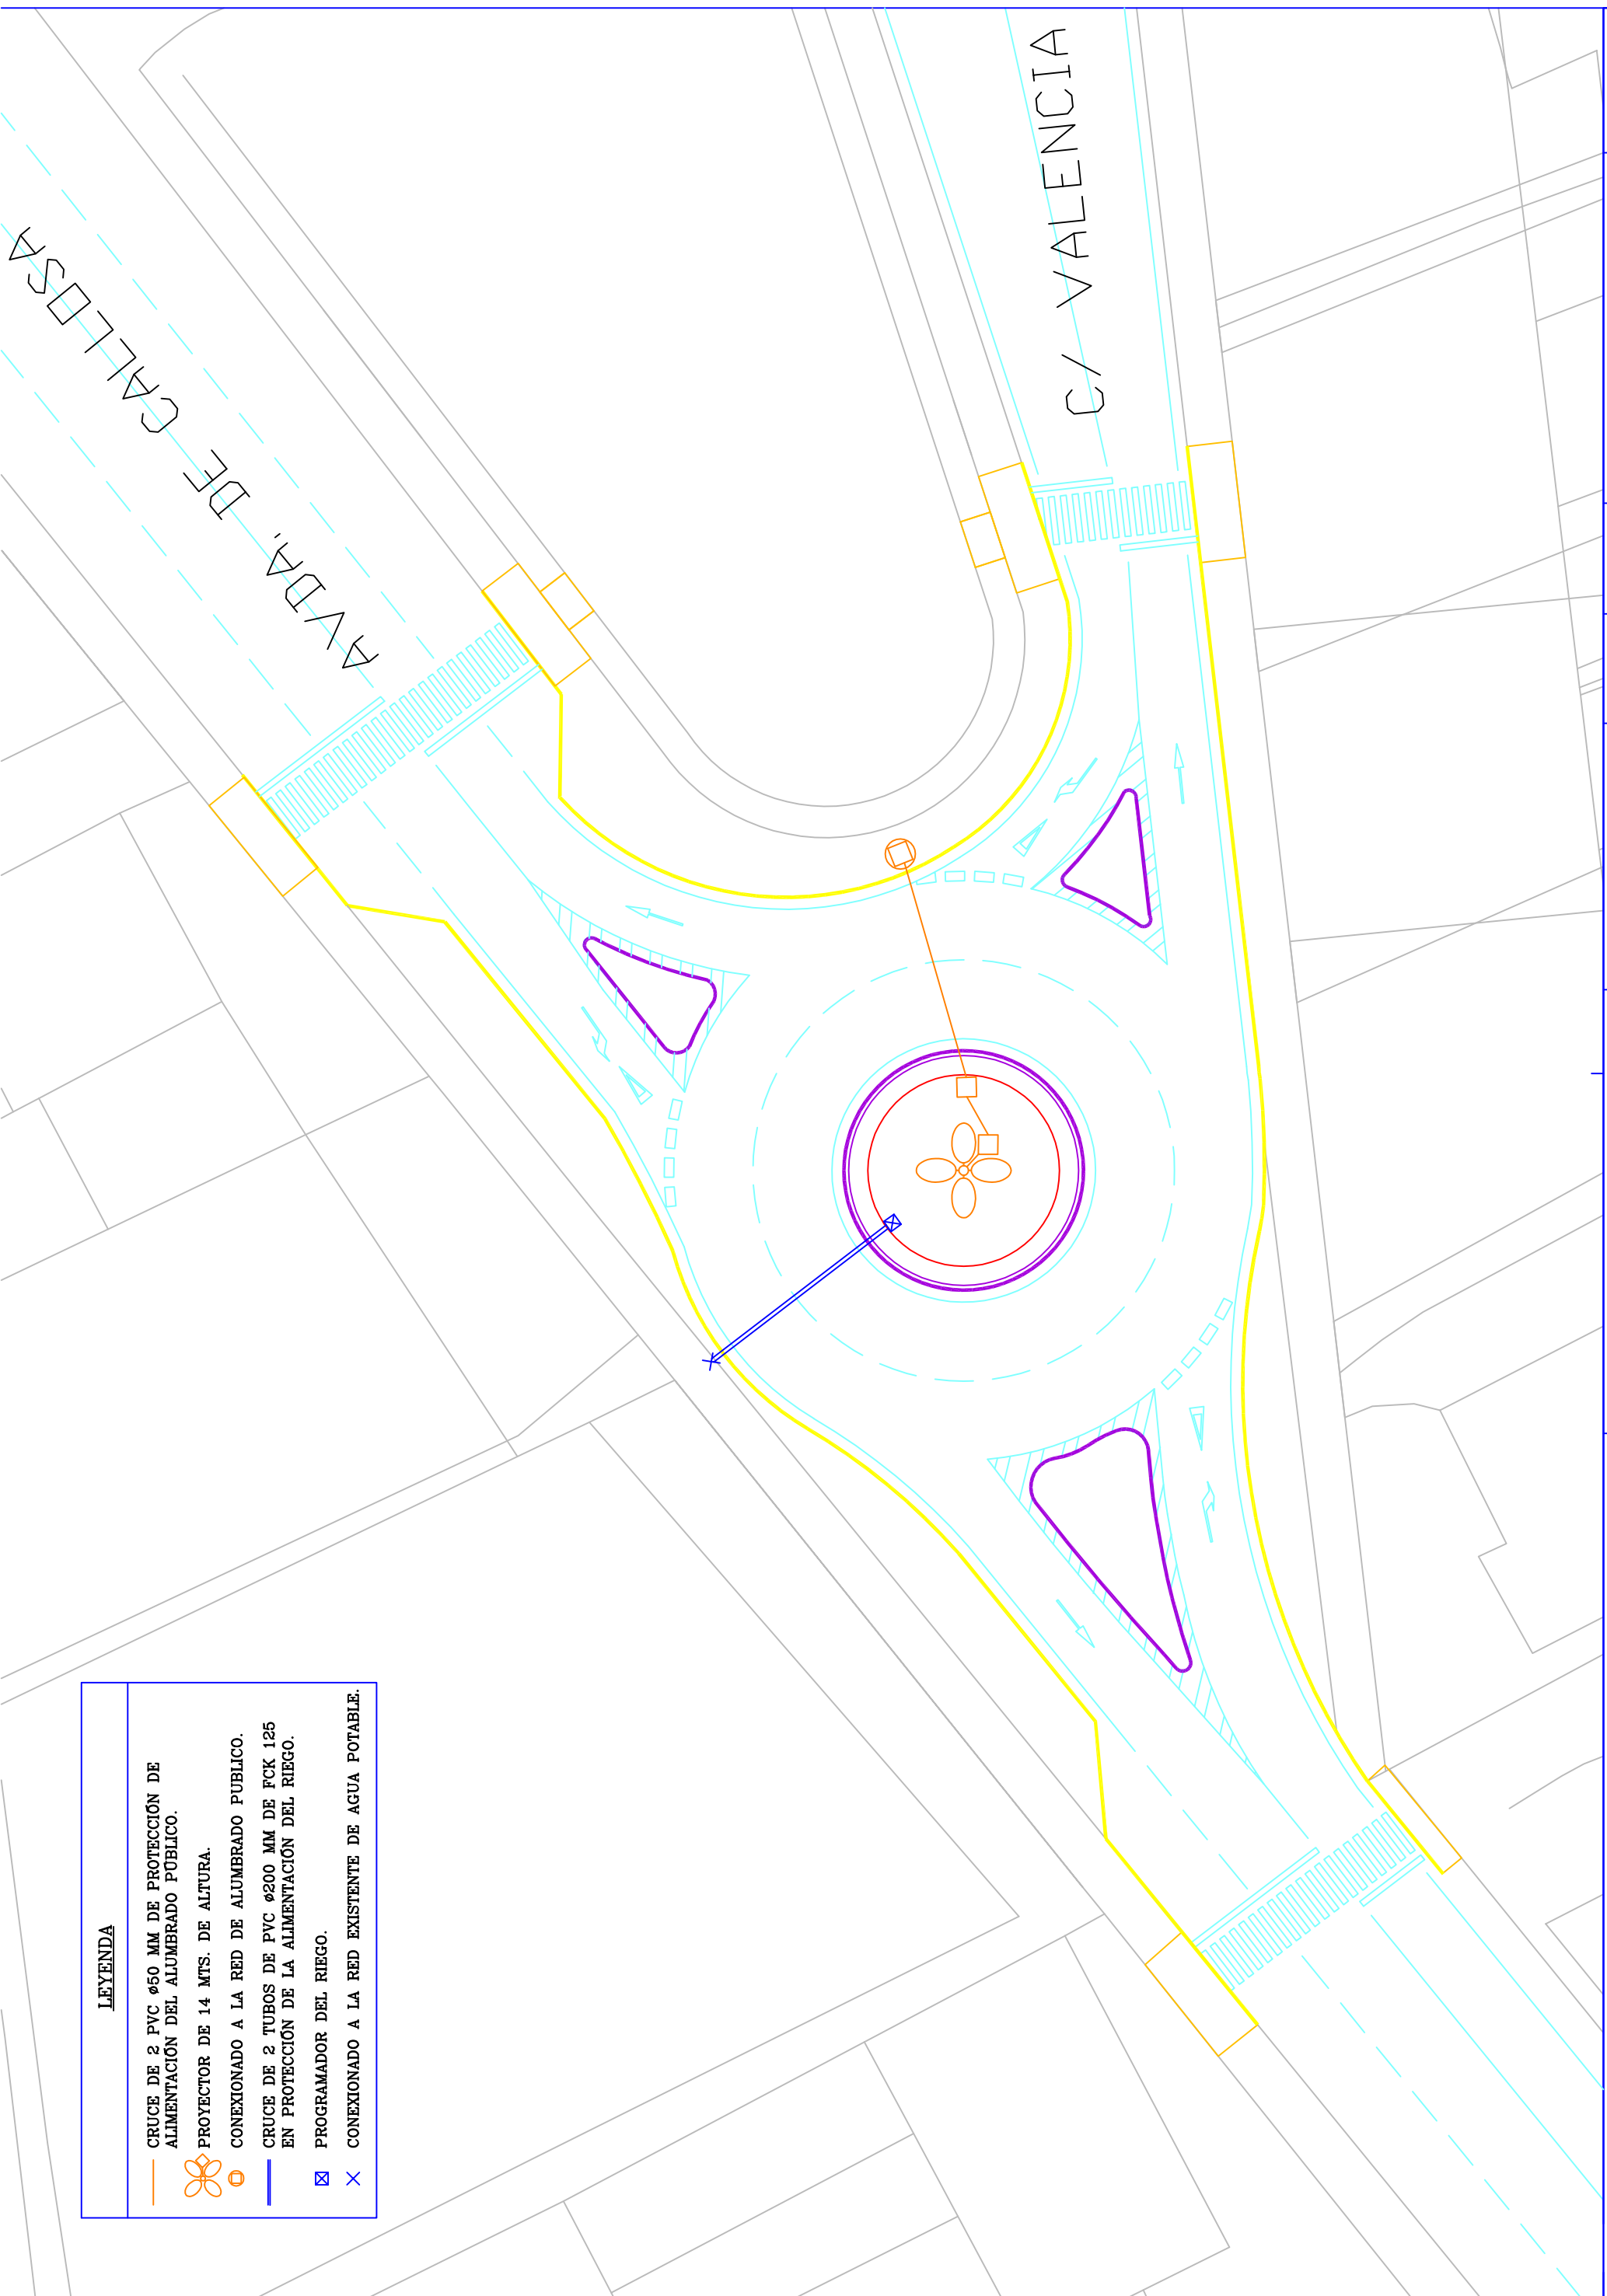 AVDA. DE CALLOSA
C/ VALENCIA
LEYENDA
CRUCE DE 2 PVC ø50 MM DE PROTECCIÓN DE
ALIMENTACIÓN DEL ALUMBRADO PÚBLICO.
PROYECTOR DE 14 MTS. DE ALTURA.
CONEXIONADO A LA RED DE ALUMBRADO PUBLICO.
CRUCE DE 2 TUBOS DE PVC ø200 MM DE FCK 125
EN PROTECCIÓN DE LA ALIMENTACIÓN DEL RIEGO.
PROGRAMADOR DEL RIEGO.
CONEXIONADO A LA RED EXISTENTE DE AGUA POTABLE.